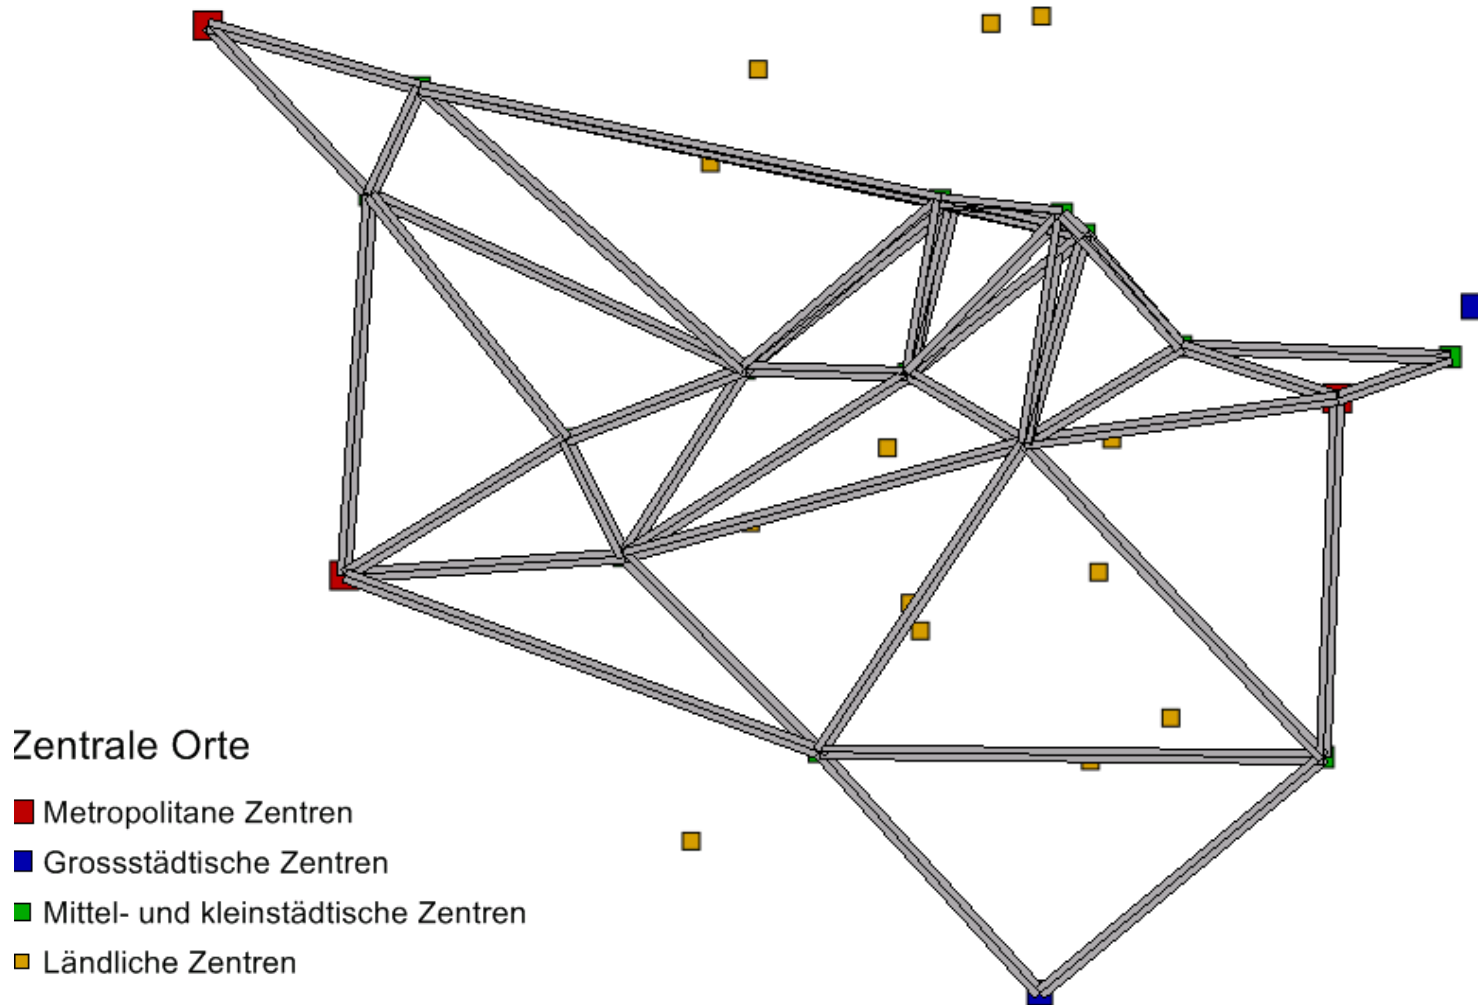 Zentrale Orte
Metropolitane Zentren
Grossstädtische Zentren
Mittel- und kleinstädtische Zentren
Ländliche Zentren